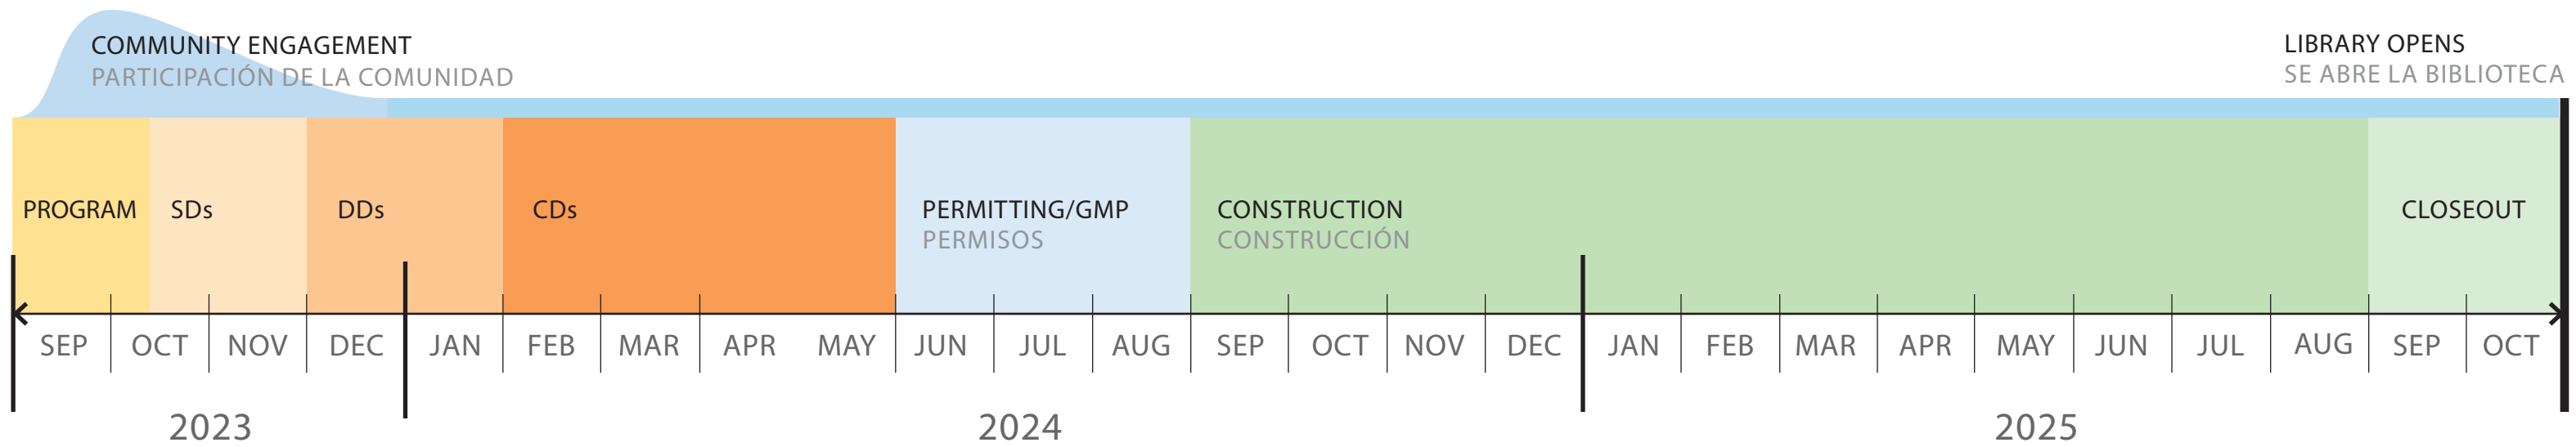 COMMUNITY ENGAGEMENT
PARTICIPACIÓN DE LA COMUNIDAD
LIBRARY OPENS
SE ABRE LA BIBLIOTECA
PROGRAM SDs DDs CDs PERMITTING/GMP CONSTRUCTION CLOSEOUT
PERMISOS CONSTRUCCIÓN
SEP OCT NOV DEC JAN FEB MAR APR MAY JUN JUL AUG SEP OCT NOV DEC JAN FEB MAR APR MAY JUN JUL AUG SEP OCT
2023 2024 2025